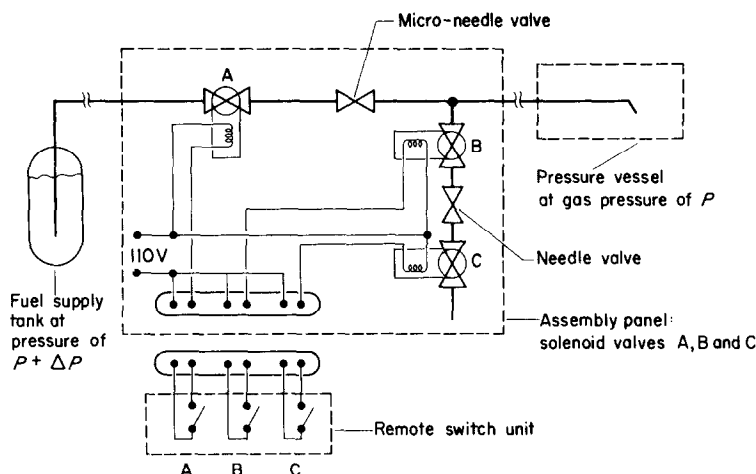 Micro-needle valve
A
B
Pressure vessel
at gas pressure of P
110V
C
Needle valve
Fuel supply
tank at
pressure of
P + ΔP
Assembly panel:
solenoid valves A, B and C
Remote switch unit
A B C